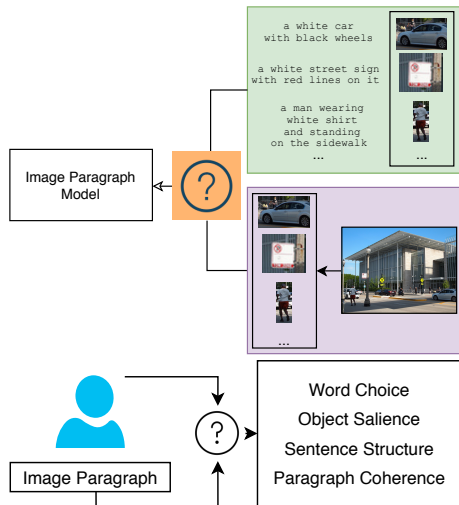 a white car
with black wheels
a white street sign
with red lines on it
a man wearing
white shirt
and standing
on the sidewalk
...
...
Image Paragraph
Model
?
...
?
Word Choice
Object Salience
Sentence Structure
Paragraph Coherence
Image Paragraph